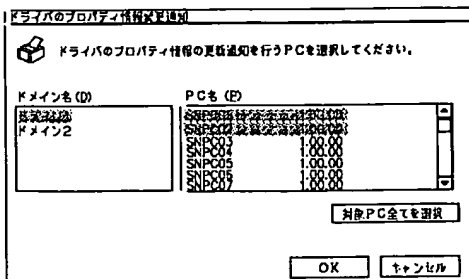 ドライバのプロパティ情報変更通知
ドライバのプロパティ情報の更新通知を行うPCを選択してください。
ドメイン名(D)
PC名(P)
ドメイン2
SNPC03 1.00.00
SNPC04 1.00.00
SNPC05 1.00.00
SNPC06 1.00.00
SNPC07 1.00.00
対象PC全てを選択
OK
キャンセル